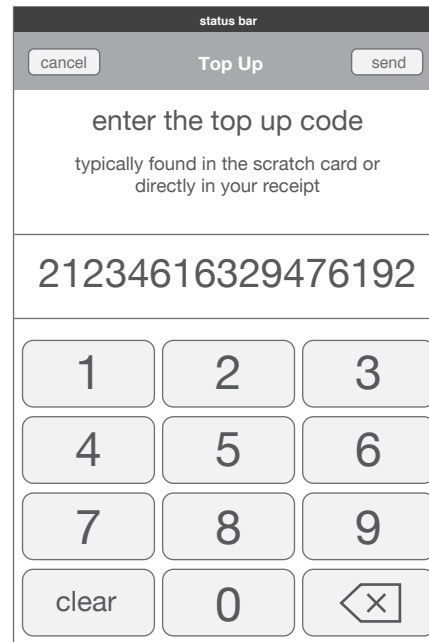 status bar
cancel Top Up send
enter the top up code
typically found in the scratch card or
directly in your receipt
21234616329476192
1 2 3
4 5 6
7 8 9
clear 0